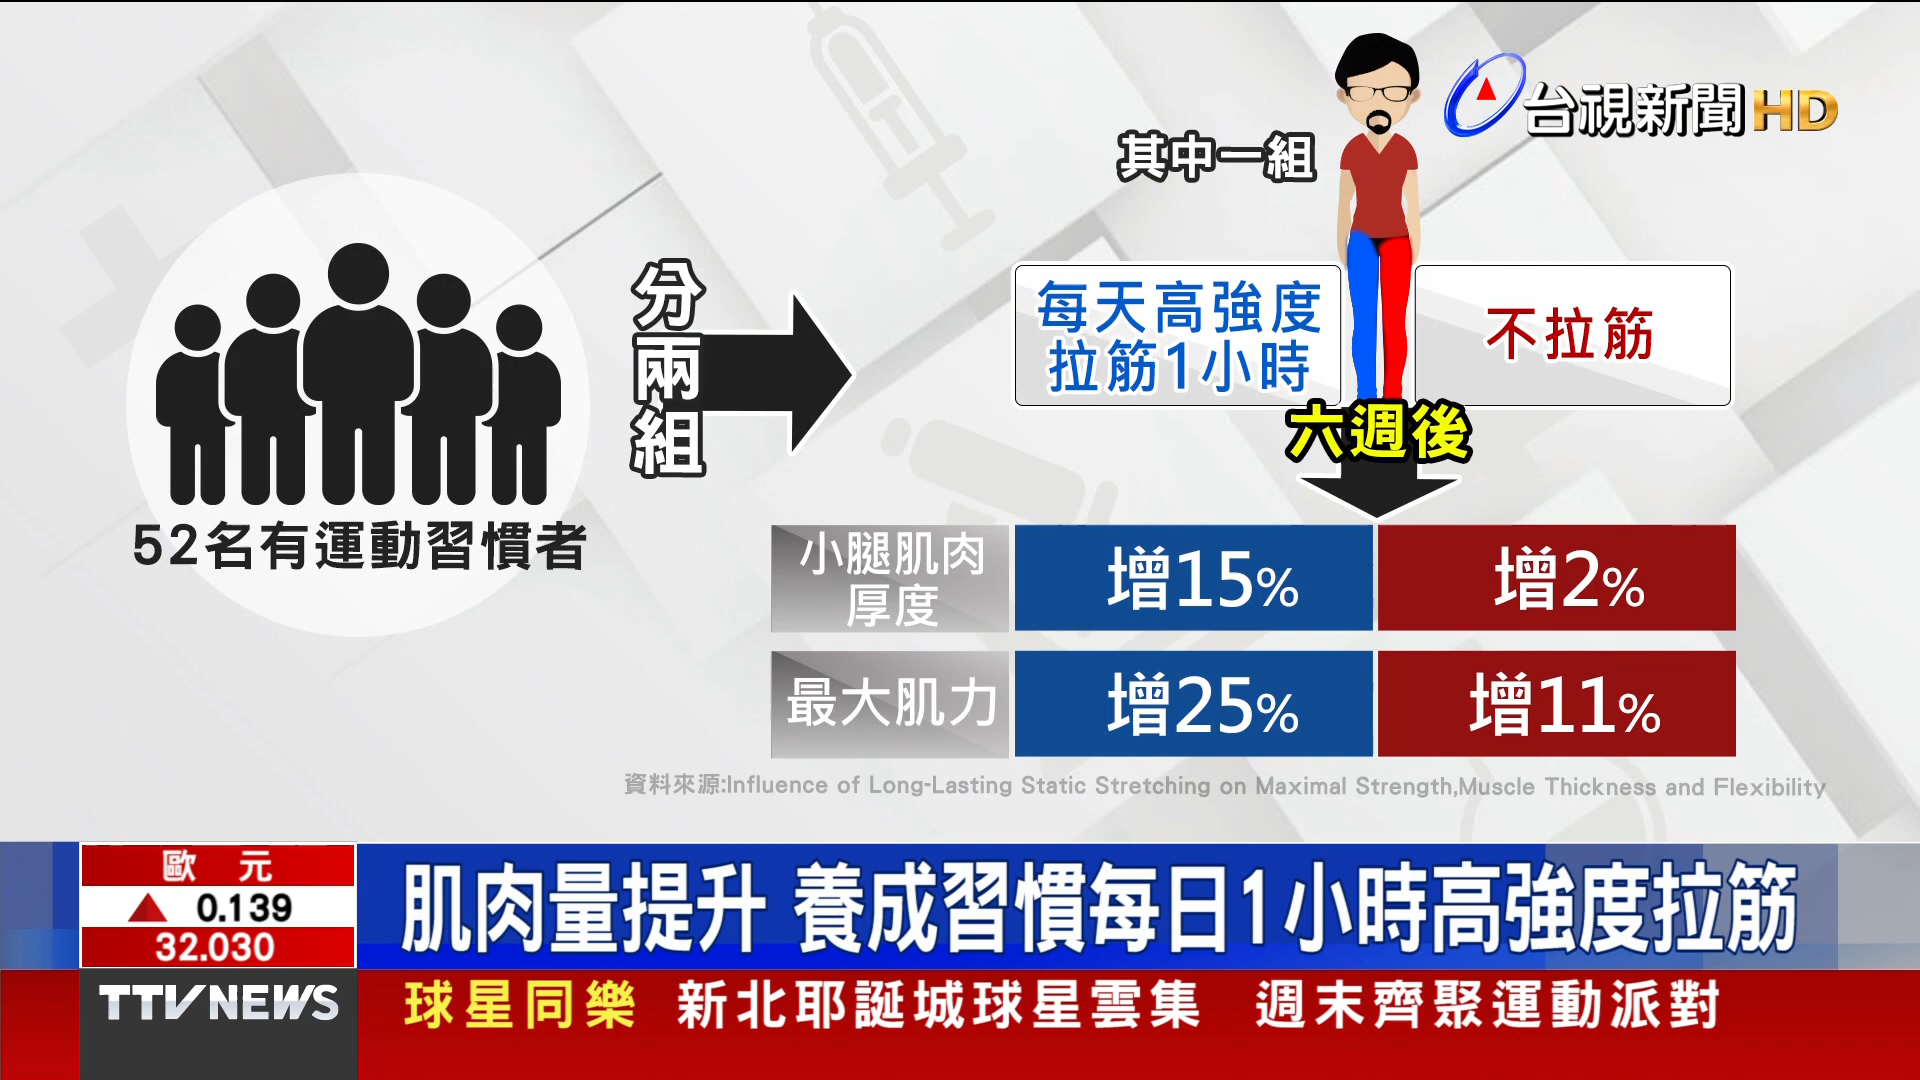 台視新聞HD
其中一組
分兩組
每天高強度
拉筋1小時
不拉筋
六週後
52名有運動習慣者
小腿肌肉
厚度
增15%
增2%
最大肌力
增25%
增11%
資料來源:Influence of Long-Lasting Static Stretching on Maximal Strength,Muscle Thickness and Flexibility
歐 元
0.139
32.030
肌肉量提升 養成習慣每日1小時高強度拉筋
TTV NEWS
球星同樂 新北耶誕城球星雲集 週末齊聚運動派對